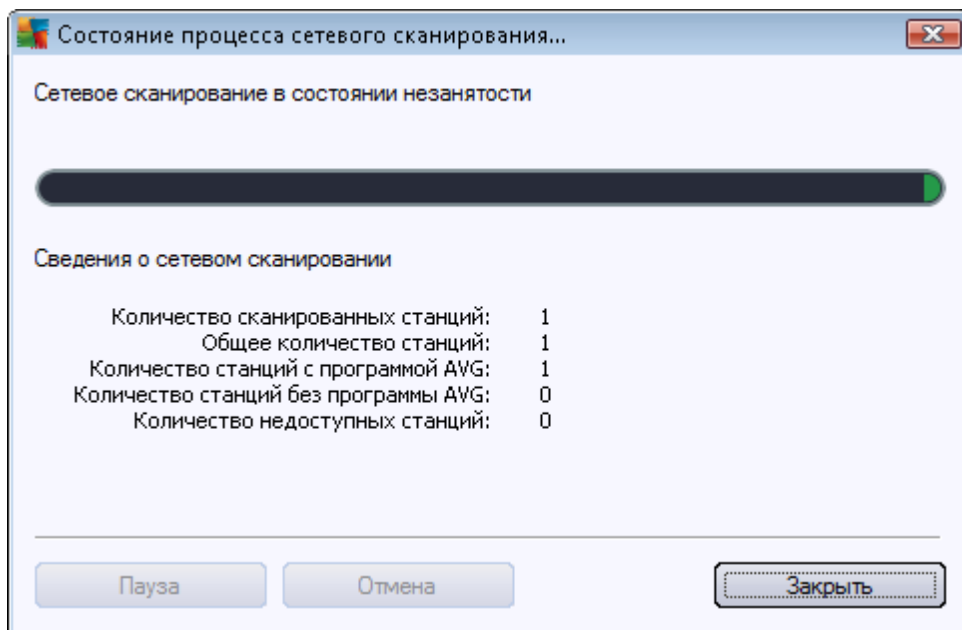 Состояние процесса сетевого сканирования...
Сетевое сканирование в состоянии незанятости
Сведения о сетевом сканировании
Количество сканированных станций: 1
Общее количество станций: 1
Количество станций с программой AVG: 1
Количество станций без программы AVG: 0
Количество недоступных станций: 0
Пауза Отмена Закрыть